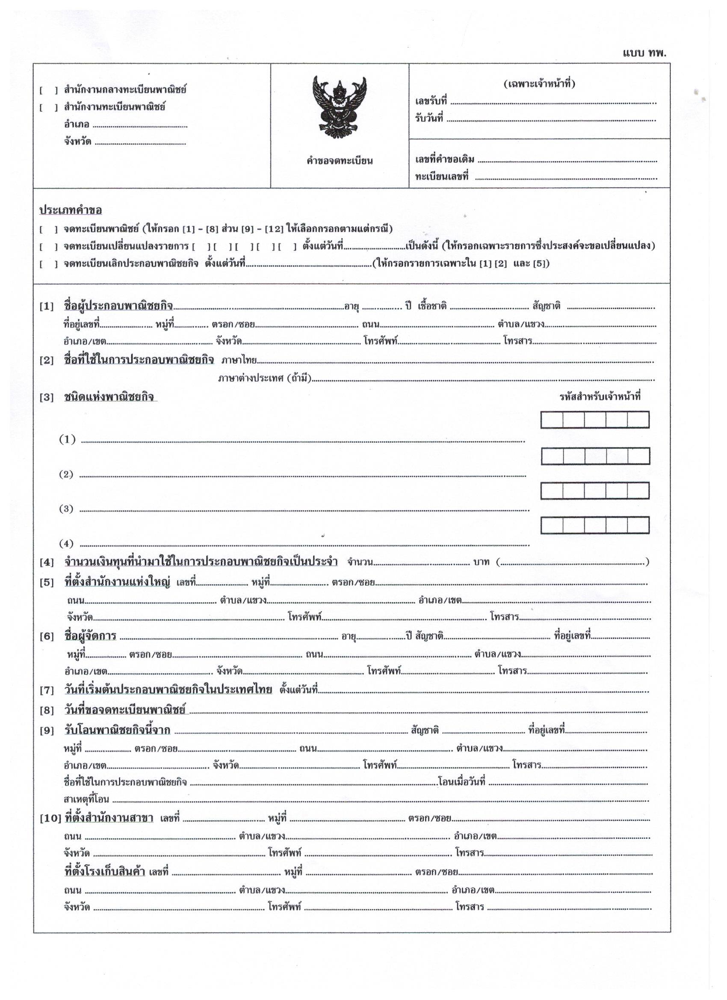 แบบ ทพ.
[ ] สำนักงานกลางทะเบียนพาณิชย์
[ ] สำนักงานทะเบียนพาณิชย์
อำเภอ ........................................
จังหวัด ........................................
คำขอจดทะเบียน
(เฉพาะเจ้าหน้าที่)
เลขรับที่ ........................................
รับวันที่ ........................................
เลขที่คำขอเดิม ........................................
ทะเบียนเลขที่ ........................................
ประเภทคำขอ
[ ] จดทะเบียนพาณิชย์ (ให้กรอก [1] - [8] ส่วน [9] - [12] ให้เลือกกรอกตามแต่กรณี)
[ ] จดทะเบียนเปลี่ยนแปลงรายการ [ ] [ ] [ ] [ ] [ ] ตั้งแต่วันที่....................เป็นดังนี้ (ให้กรอกเฉพาะรายการซึ่งประสงค์จะขอเปลี่ยนแปลง)
[ ] จดทะเบียนเลิกประกอบพาณิชยกิจ ตั้งแต่วันที่....................(ให้กรอกรายการเฉพาะใน [1] [2] และ [5])
[1] ชื่อผู้ประกอบพาณิชยกิจ....................อายุ .................... ปี เชื้อชาติ .................... สัญชาติ ....................
ที่อยู่เลขที่.................... หมู่ที่.................... ตรอก/ซอย.................... ถนน.................... ตำบล/แขวง....................
อำเภอ/เขต.................... จังหวัด.................... โทรศัพท์.................... โทรสาร....................
[2] ชื่อที่ใช้ในการประกอบพาณิชยกิจ ภาษาไทย....................
ภาษาต่างประเทศ (ถ้ามี)....................
[3] ชนิดแห่งพาณิชยกิจ รหัสสำหรับเจ้าหน้าที่
(1) ....................
(2) ....................
(3) ....................
(4) ....................
[4] จำนวนเงินทุนที่นำมาใช้ในการประกอบพาณิชยกิจเป็นประจำ จำนวน.................... บาท (....................)
[5] ที่ตั้งสำนักงานแห่งใหญ่ เลขที่.................... หมู่ที่.................... ตรอก/ซอย....................
ถนน.................... ตำบล/แขวง.................... อำเภอ/เขต....................
จังหวัด.................... โทรศัพท์.................... โทรสาร....................
[6] ชื่อผู้จัดการ .................... อายุ....................ปี สัญชาติ.................... ที่อยู่เลขที่....................
หมู่ที่.................... ตรอก/ซอย.................... ถนน.................... ตำบล/แขวง....................
อำเภอ/เขต.................... จังหวัด.................... โทรศัพท์.................... โทรสาร....................
[7] วันที่เริ่มต้นประกอบพาณิชยกิจในประเทศไทย ตั้งแต่วันที่....................
[8] วันที่ขอจดทะเบียนพาณิชย์ ....................
[9] รับโอนพาณิชยกิจนี้จาก .................... สัญชาติ .................... ที่อยู่เลขที่....................
หมู่ที่ .................... ตรอก/ซอย.................... ถนน.................... ตำบล/แขวง....................
อำเภอ/เขต.................... จังหวัด.................... โทรศัพท์.................... โทรสาร....................
ชื่อที่ใช้ในการประกอบพาณิชยกิจ ....................โอนเมื่อวันที่ ....................
สาเหตุที่โอน ....................
[10] ที่ตั้งสำนักงานสาขา เลขที่ .................... หมู่ที่ .................... ตรอก/ซอย....................
ถนน .................... ตำบล/แขวง.................... อำเภอ/เขต....................
จังหวัด .................... โทรศัพท์ .................... โทรสาร....................
ที่ตั้งโรงเก็บสินค้า เลขที่ .................... หมู่ที่ .................... ตรอก/ซอย....................
ถนน .................... ตำบล/แขวง.................... อำเภอ/เขต....................
จังหวัด .................... โทรศัพท์ .................... โทรสาร ....................